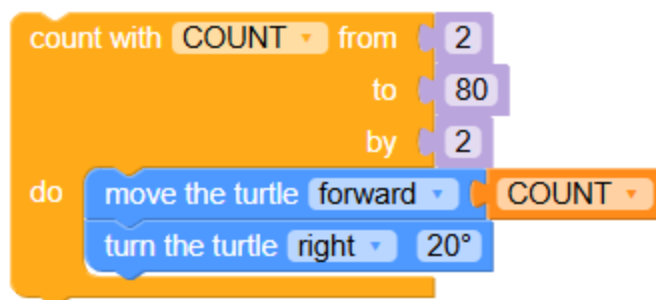 count with COUNT from 2
to 80
by 2
do move the turtle forward COUNT
turn the turtle right 20°